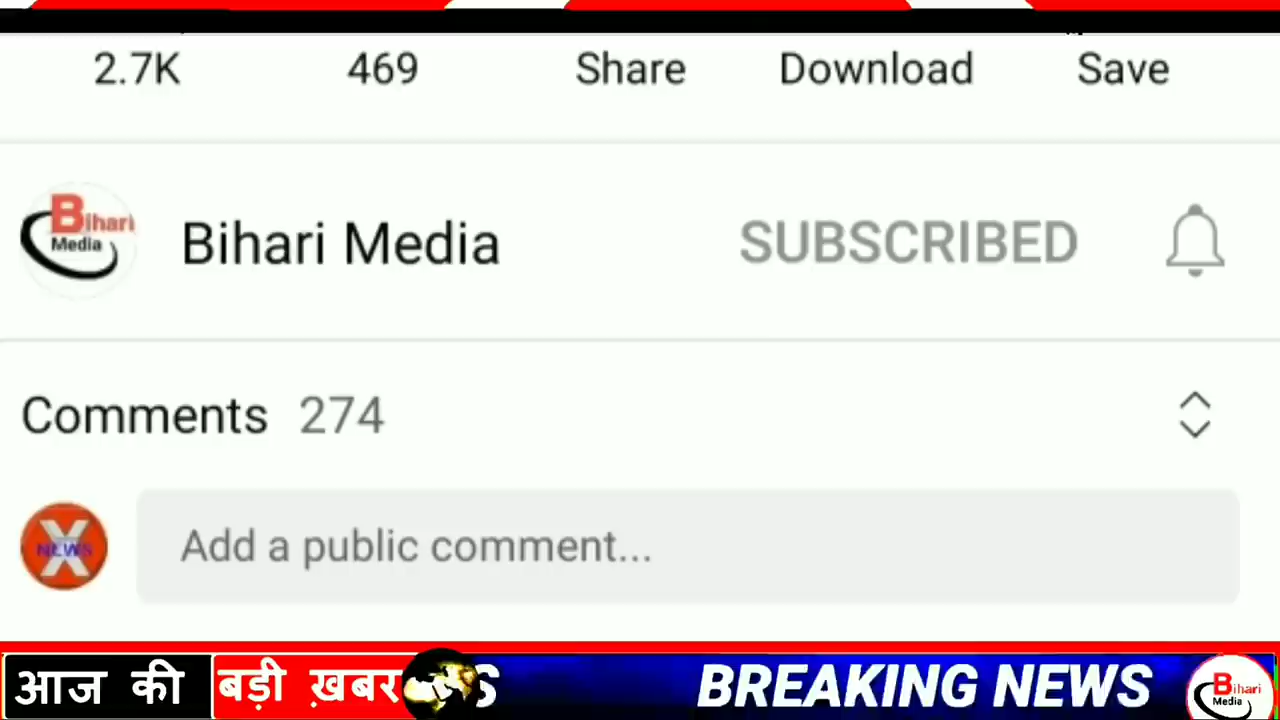 2.7K 469 Share Download Save
Bihari Media
Bihari Media SUBSCRIBED
Comments 274
X NEWS
Add a public comment...
आज की बड़ी ख़बर S BREAKING NEWS
Bihari Media